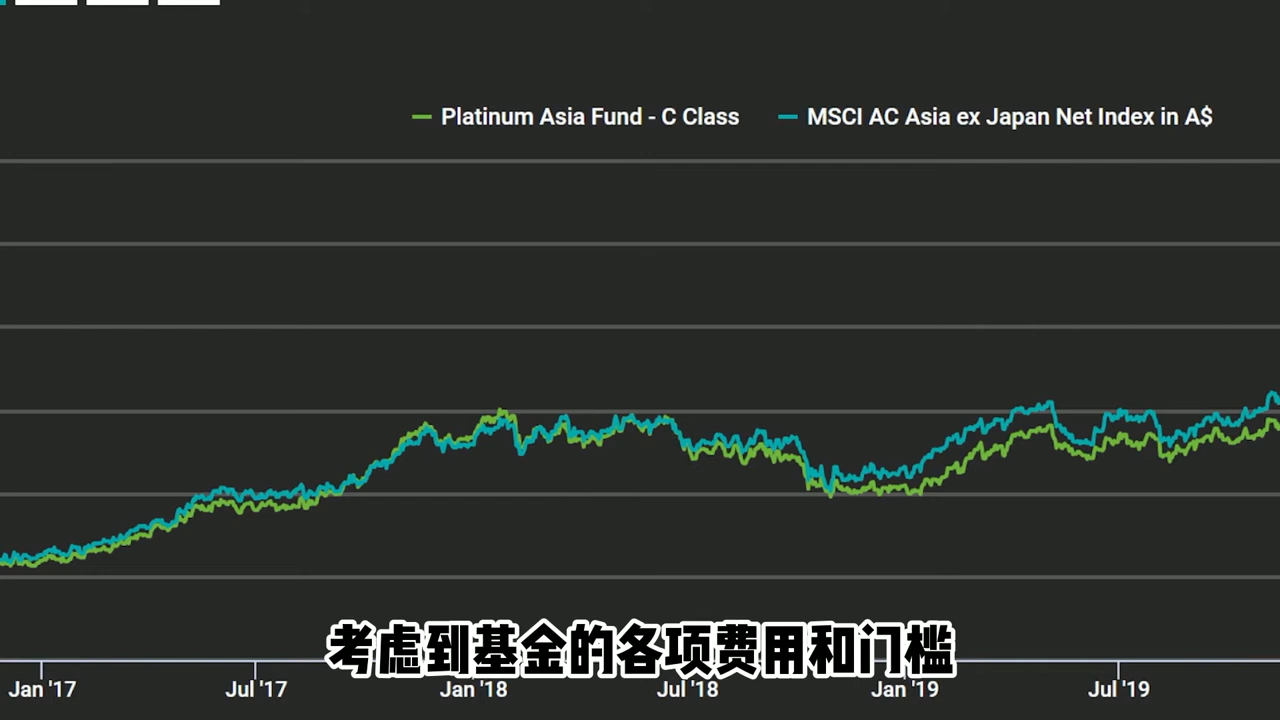 Platinum Asia Fund - C Class MSCI AC Asia ex Japan Net Index in A$
考虑到基金的各项费用和门槛
Jan '17 Jul '17 Jan '18 Jul '18 Jan '19 Jul '19